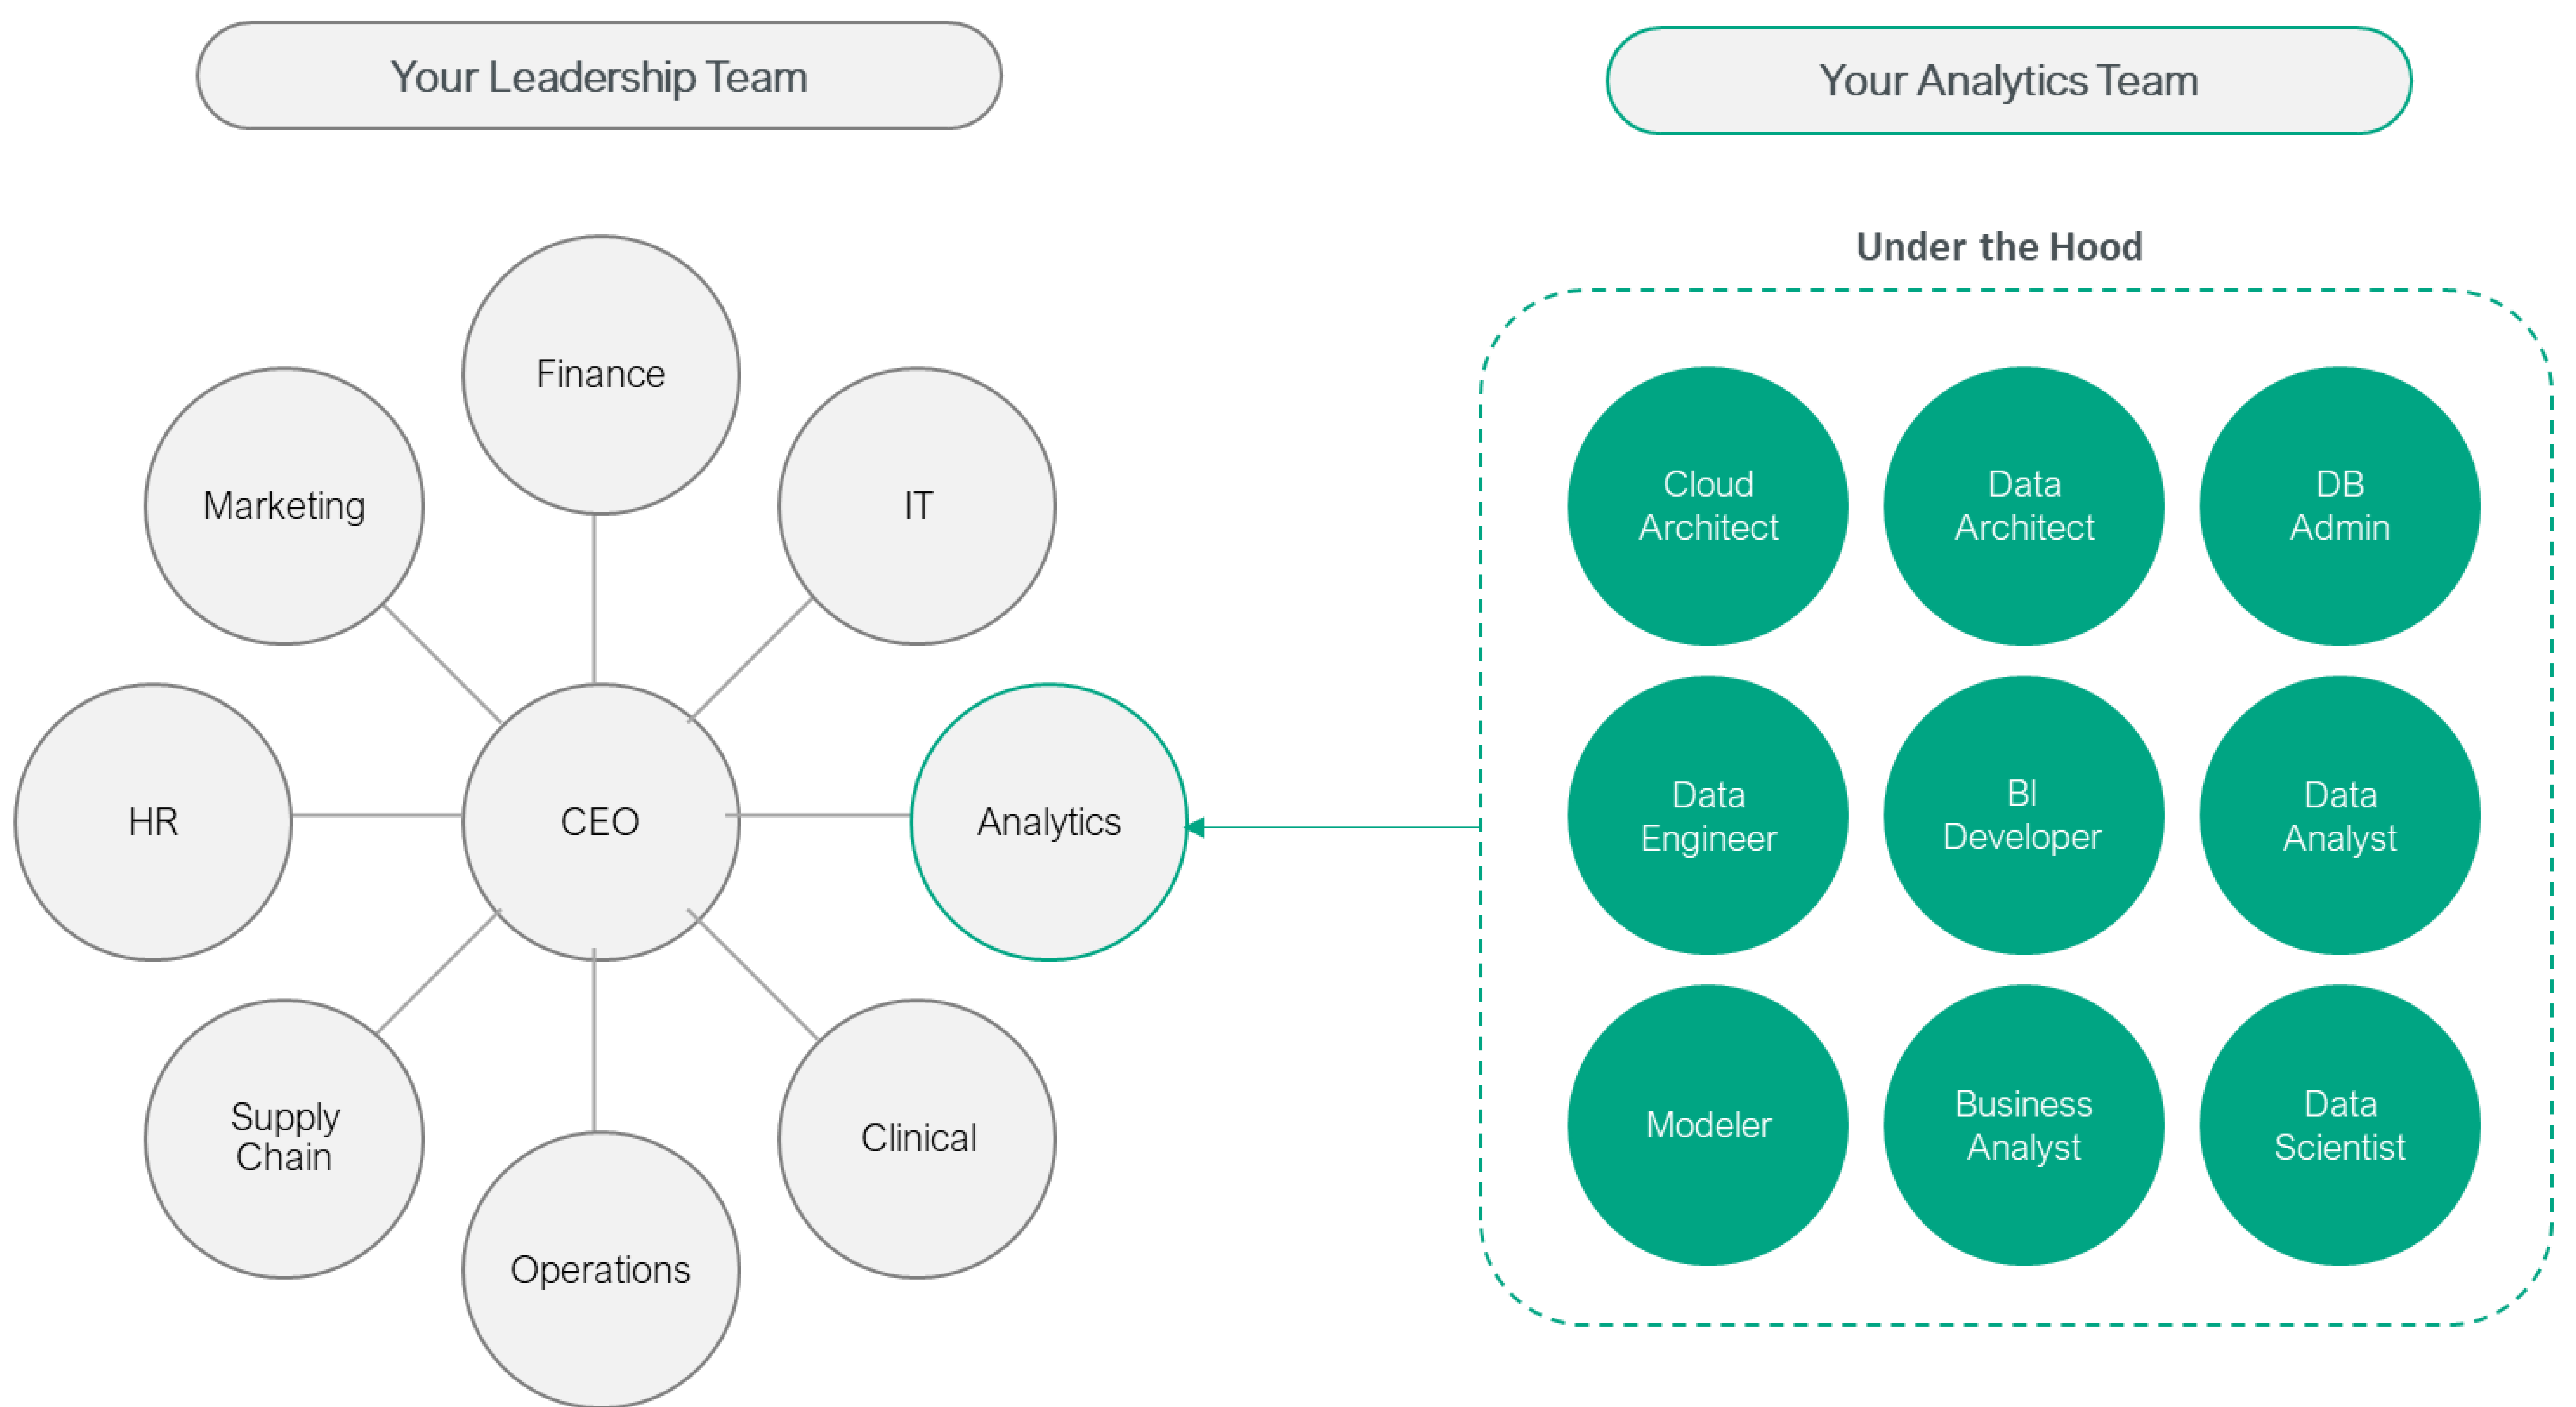 Your Leadership Team
Your Analytics Team
Under the Hood
Finance
Marketing
IT
HR
CEO
Analytics
Supply
Chain
Clinical
Operations
Cloud
Architect
Data
Architect
DB
Admin
Data
Engineer
BI
Developer
Data
Analyst
Modeler
Business
Analyst
Data
Scientist